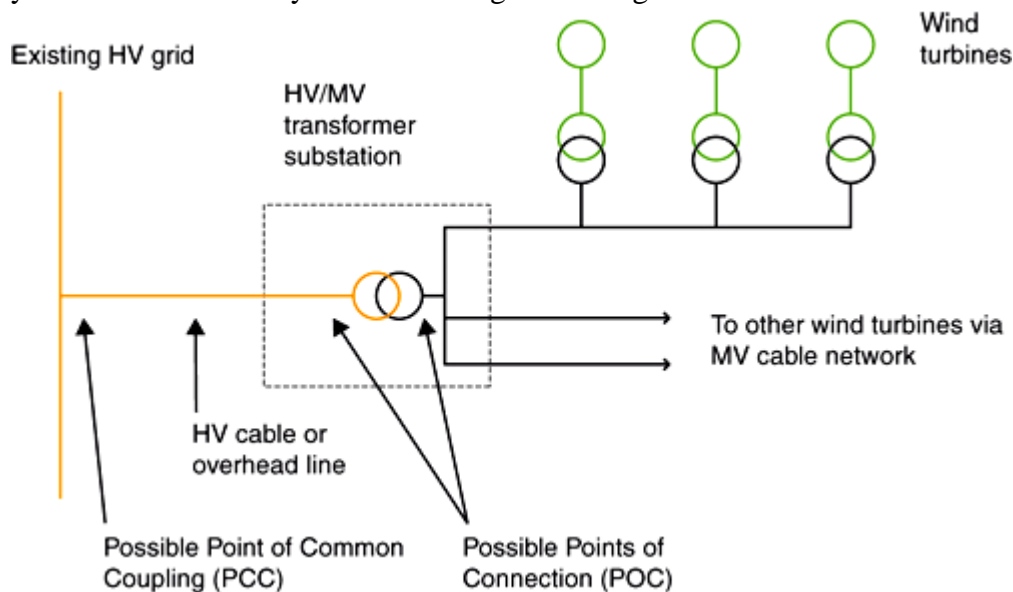 Existing HV grid
HV/MV
transformer
substation
Wind
turbines
To other wind turbines via
MV cable network
HV cable or
overhead line
Possible Point of Common
Coupling (PCC)
Possible Points of
Connection (POC)